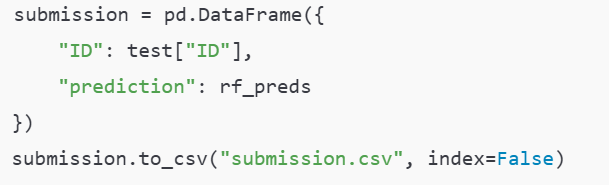 submission = pd.DataFrame({
    "ID": test["ID"],
    "prediction": rf_preds
})
submission.to_csv("submission.csv", index=False)